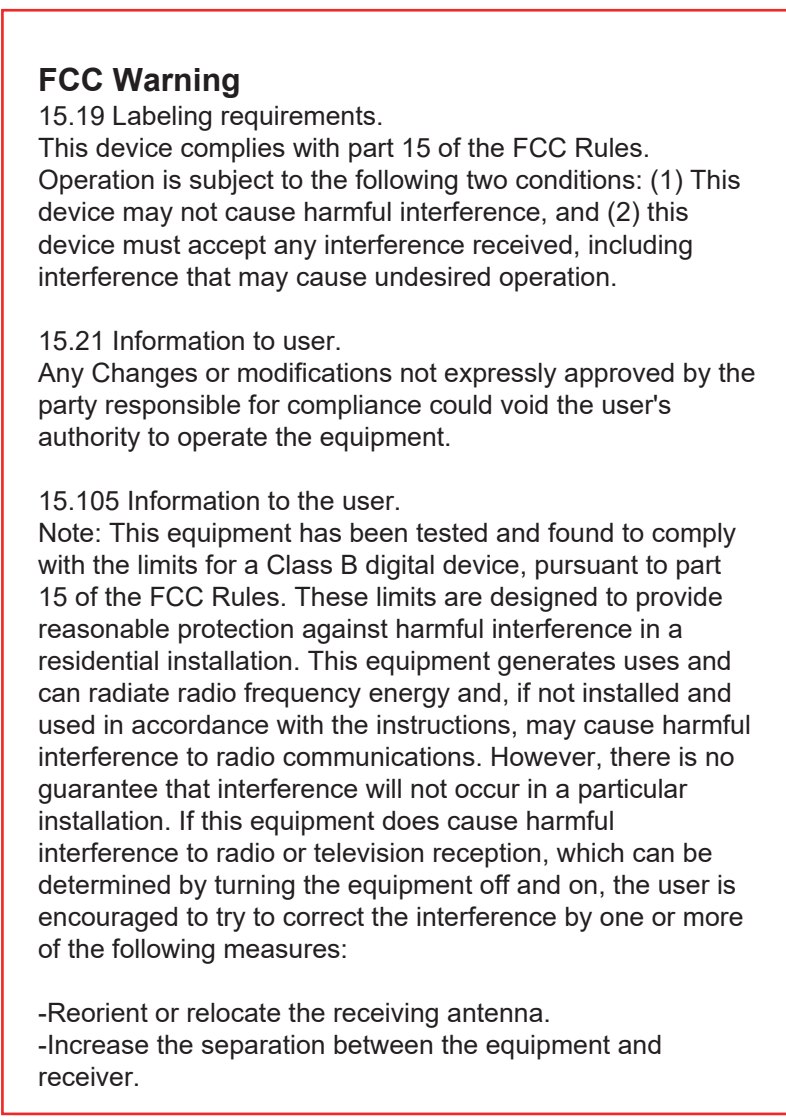 FCC Warning
15.19 Labeling requirements.
This device complies with part 15 of the FCC Rules.
Operation is subject to the following two conditions: (1) This
device may not cause harmful interference, and (2) this
device must accept any interference received, including
interference that may cause undesired operation.
15.21 Information to user.
Any Changes or modifications not expressly approved by the
party responsible for compliance could void the user's
authority to operate the equipment.
15.105 Information to the user.
Note: This equipment has been tested and found to comply
with the limits for a Class B digital device, pursuant to part
15 of the FCC Rules. These limits are designed to provide
reasonable protection against harmful interference in a
residential installation. This equipment generates uses and
can radiate radio frequency energy and, if not installed and
used in accordance with the instructions, may cause harmful
interference to radio communications. However, there is no
guarantee that interference will not occur in a particular
installation. If this equipment does cause harmful
interference to radio or television reception, which can be
determined by turning the equipment off and on, the user is
encouraged to try to correct the interference by one or more
of the following measures:
-Reorient or relocate the receiving antenna.
-Increase the separation between the equipment and
receiver.